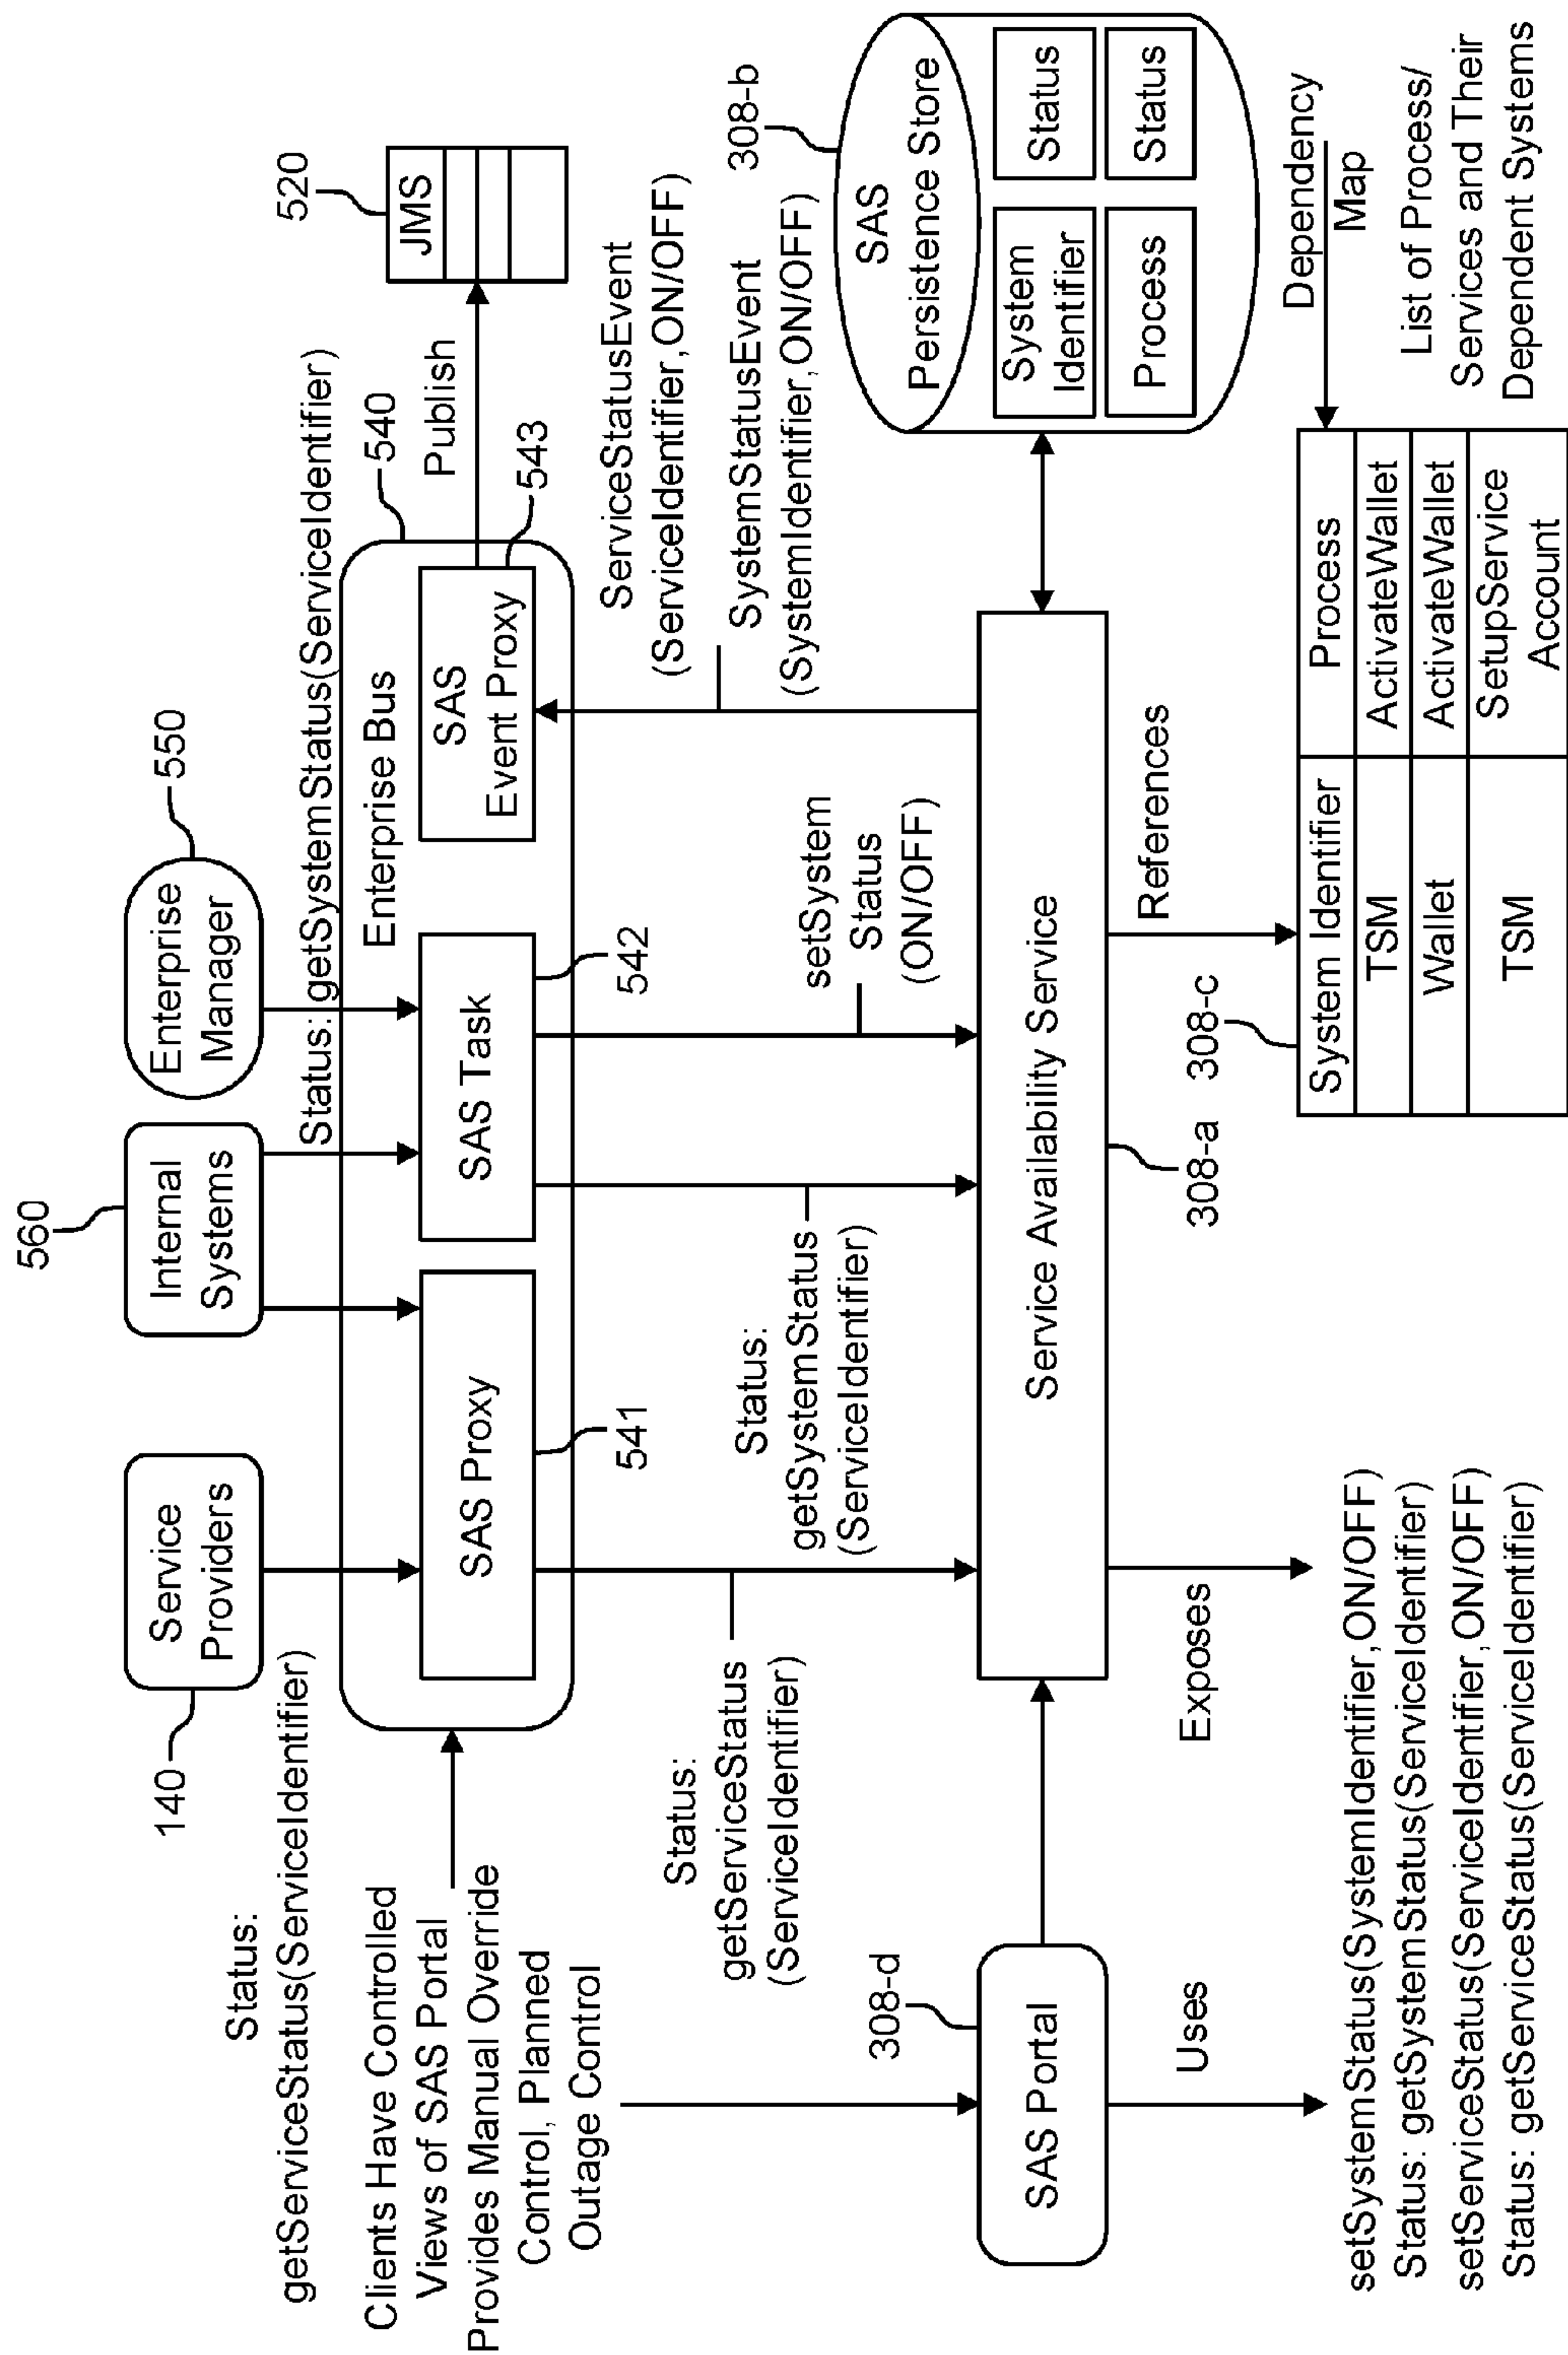 560
550
520
140
Service
Providers
Internal
Systems
Enterprise
Manager
Status:
getServiceStatus(ServiceIdentifier)
Status: getSystemStatus(ServiceIdentifier)
540
Enterprise Bus
Publish
JMS
SAS Proxy
541
SAS Task
542
SAS
Event Proxy
543
Clients Have Controlled
Views of SAS Portal
Provides Manual Override
Control, Planned
Outage Control
Status:
getServiceStatus
(ServiceIdentifier)
Status:
getSystemStatus
(ServiceIdentifier)
setSystem
Status
(ON/OFF)
ServiceStatusEvent
(ServiceIdentifier,ON/OFF)
SystemStatusEvent
(SystemIdentifier,ON/OFF)
308-b
SAS
Persistence Store
System
Identifier
Status
Process
Status
308-d
SAS Portal
Service Availability Service
308-a
Uses
Exposes
References
308-c
setSystemStatus(SystemIdentifier,ON/OFF)
Status: getSystemStatus(ServiceIdentifier)
setServiceStatus(ServiceIdentifier,ON/OFF)
Status: getServiceStatus(ServiceIdentifier)
System Identifier
Process
TSM
ActivateWallet
Wallet
ActivateWallet
TSM
SetupService
Account
Dependency
Map
List of Process/
Services and Their
Dependent Systems